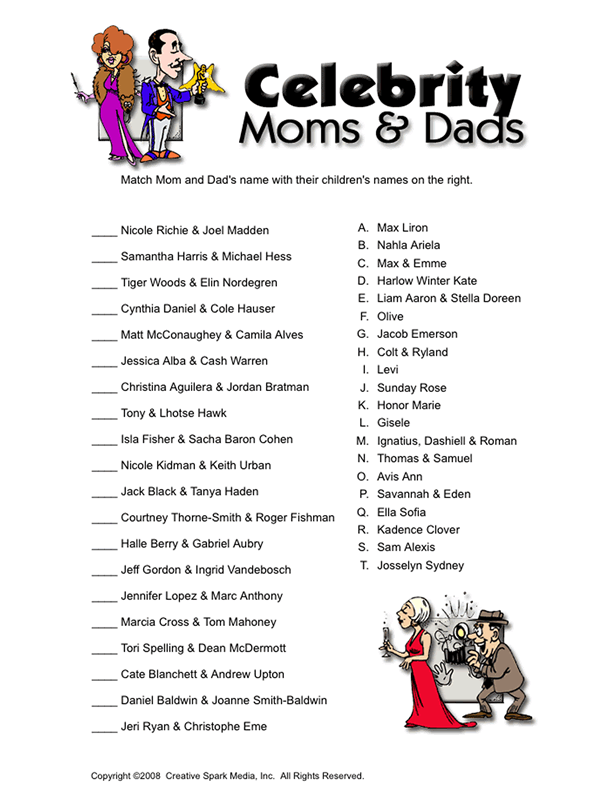 Celebrity
Moms & Dads
Match Mom and Dad's name with their children's names on the right.
____ Nicole Richie & Joel Madden
____ Samantha Harris & Michael Hess
____ Tiger Woods & Elin Nordegren
____ Cynthia Daniel & Cole Hauser
____ Matt McConaughey & Camila Alves
____ Jessica Alba & Cash Warren
____ Christina Aguilera & Jordan Bratman
____ Tony & Lhotse Hawk
____ Isla Fisher & Sacha Baron Cohen
____ Nicole Kidman & Keith Urban
____ Jack Black & Tanya Haden
____ Courtney Thorne-Smith & Roger Fishman
____ Halle Berry & Gabriel Aubry
____ Jeff Gordon & Ingrid Vandebosch
____ Jennifer Lopez & Marc Anthony
____ Marcia Cross & Tom Mahoney
____ Tori Spelling & Dean McDermott
____ Cate Blanchett & Andrew Upton
____ Daniel Baldwin & Joanne Smith-Baldwin
____ Jeri Ryan & Christophe Eme
A. Max Liron
B. Nahla Ariela
C. Max & Emme
D. Harlow Winter Kate
E. Liam Aaron & Stella Doreen
F. Olive
G. Jacob Emerson
H. Colt & Ryland
I. Levi
J. Sunday Rose
K. Honor Marie
L. Gisele
M. Ignatius, Dashiell & Roman
N. Thomas & Samuel
O. Avis Ann
P. Savannah & Eden
Q. Ella Sofia
R. Kadence Clover
S. Sam Alexis
T. Josselyn Sydney
Copyright ©2008 Creative Spark Media, Inc. All Rights Reserved.